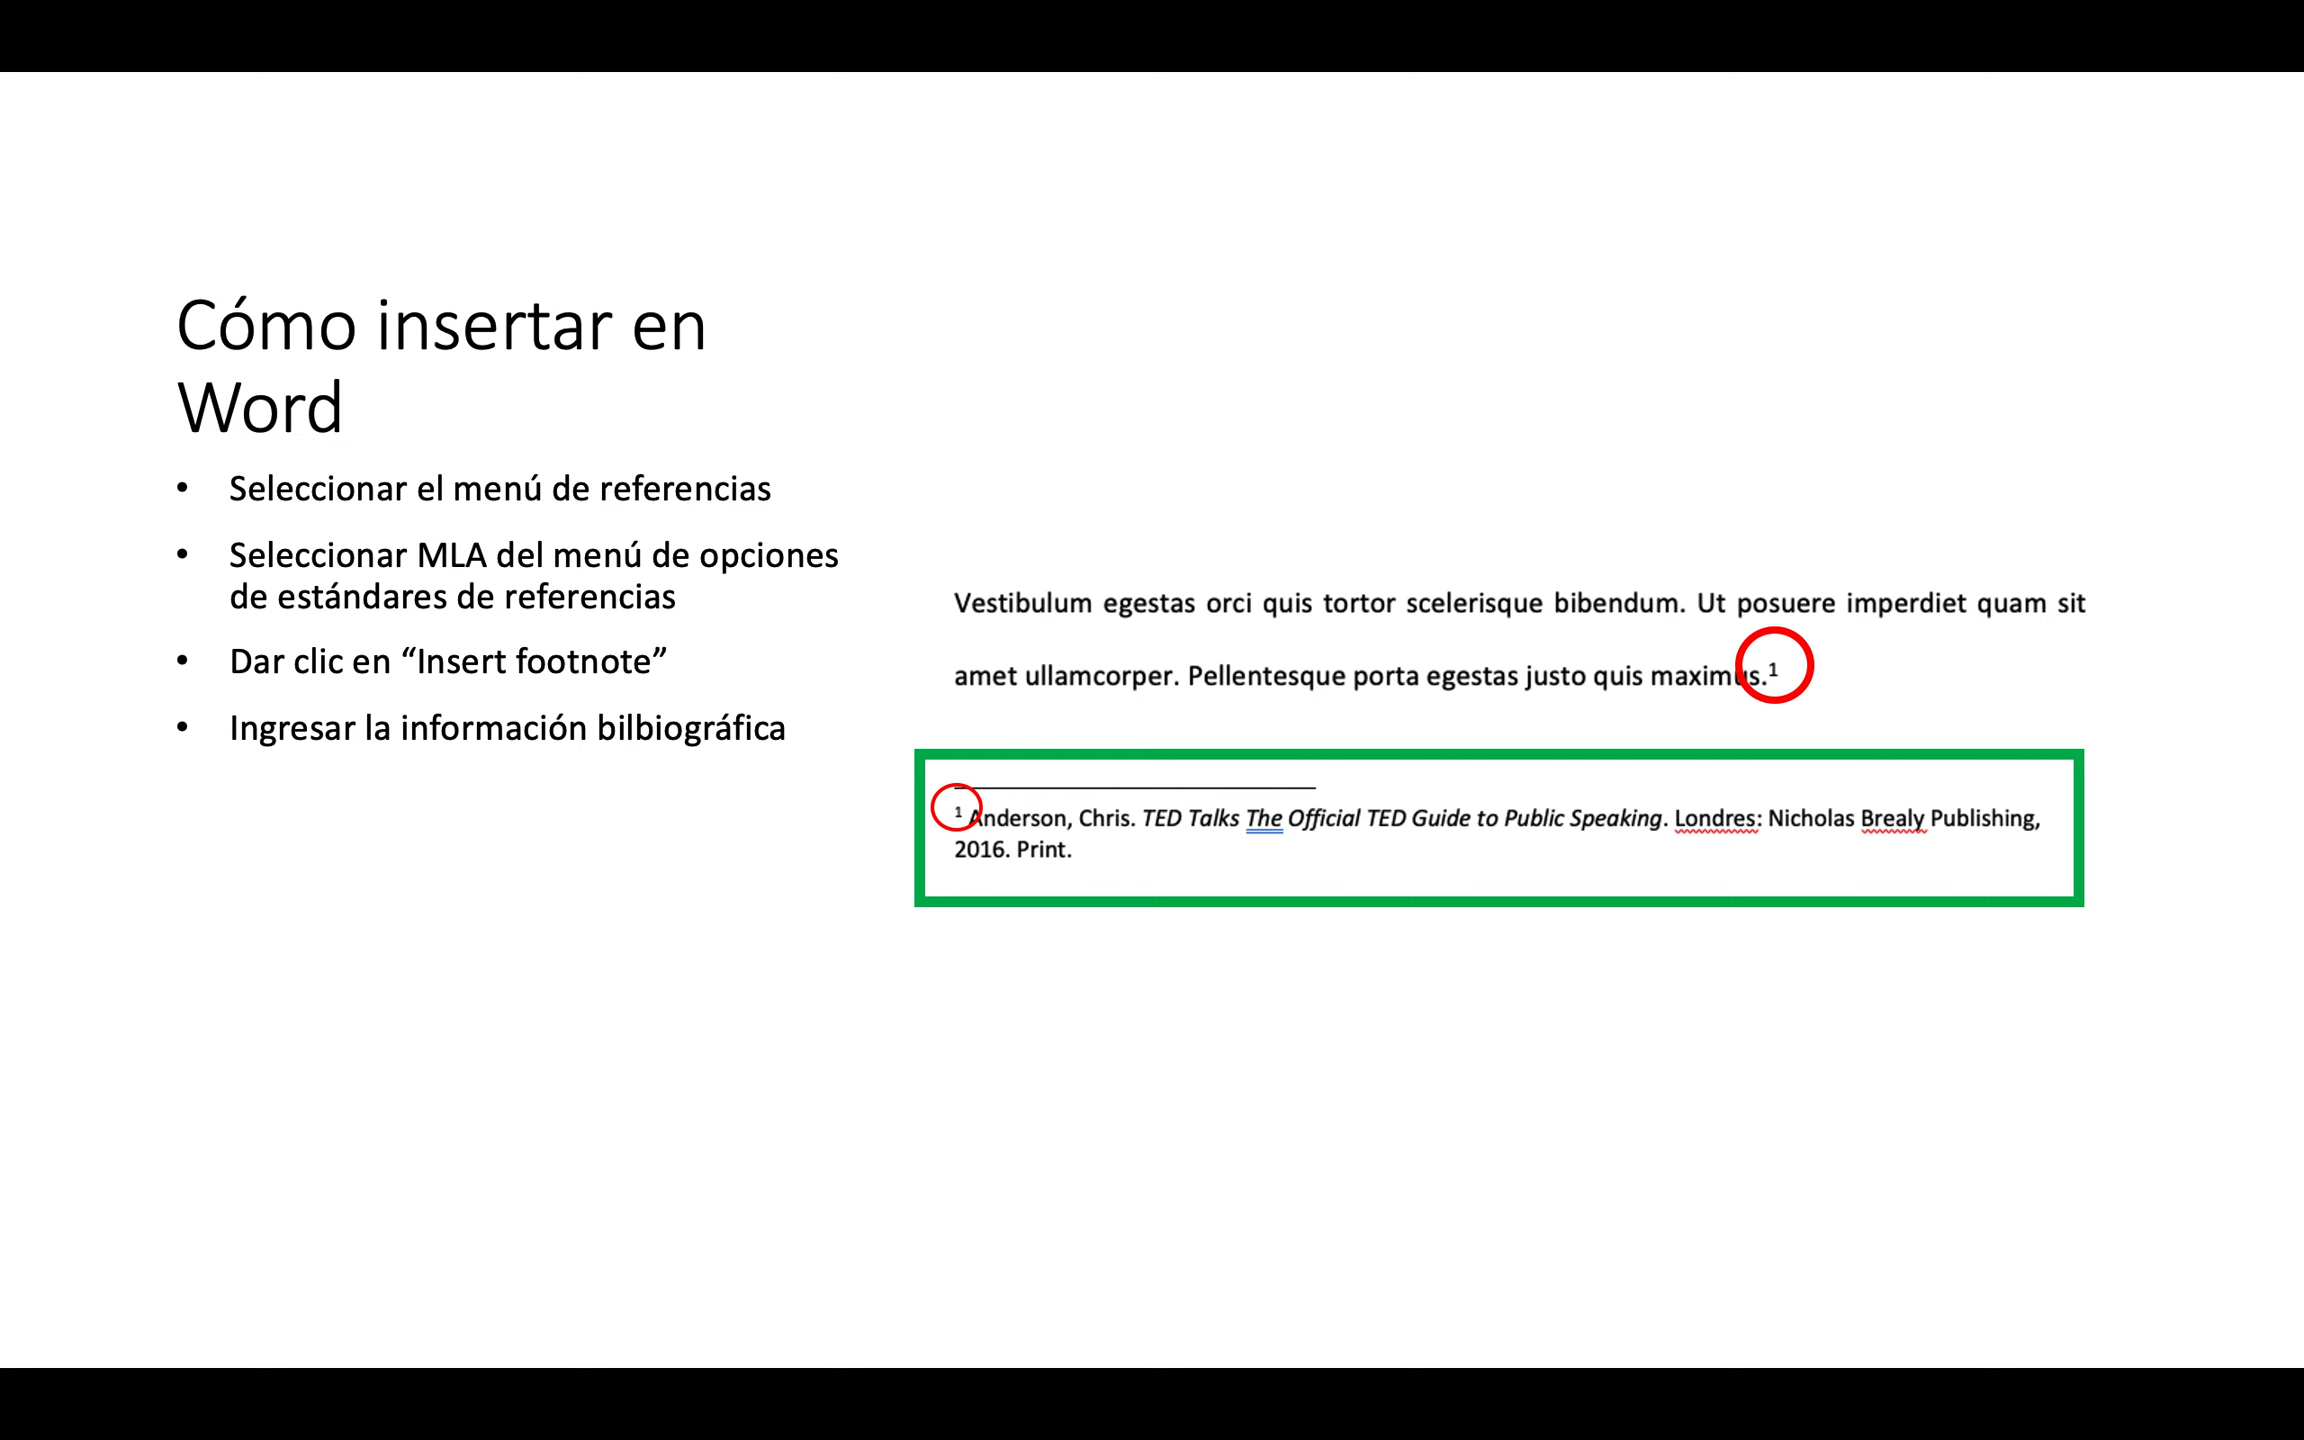 Cómo insertar en
Word
• Seleccionar el menú de referencias
• Seleccionar MLA del menú de opciones
de estándares de referencias
• Dar clic en “Insert footnote”
• Ingresar la información bilbiográfica
Vestibulum egestas orci quis tortor scelerisque bibendum. Ut posuere imperdiet quam sit
amet ullamcorper. Pellentesque porta egestas justo quis maximus.¹
¹ Anderson, Chris. TED Talks The Official TED Guide to Public Speaking. Londres: Nicholas Brealy Publishing,
2016. Print.